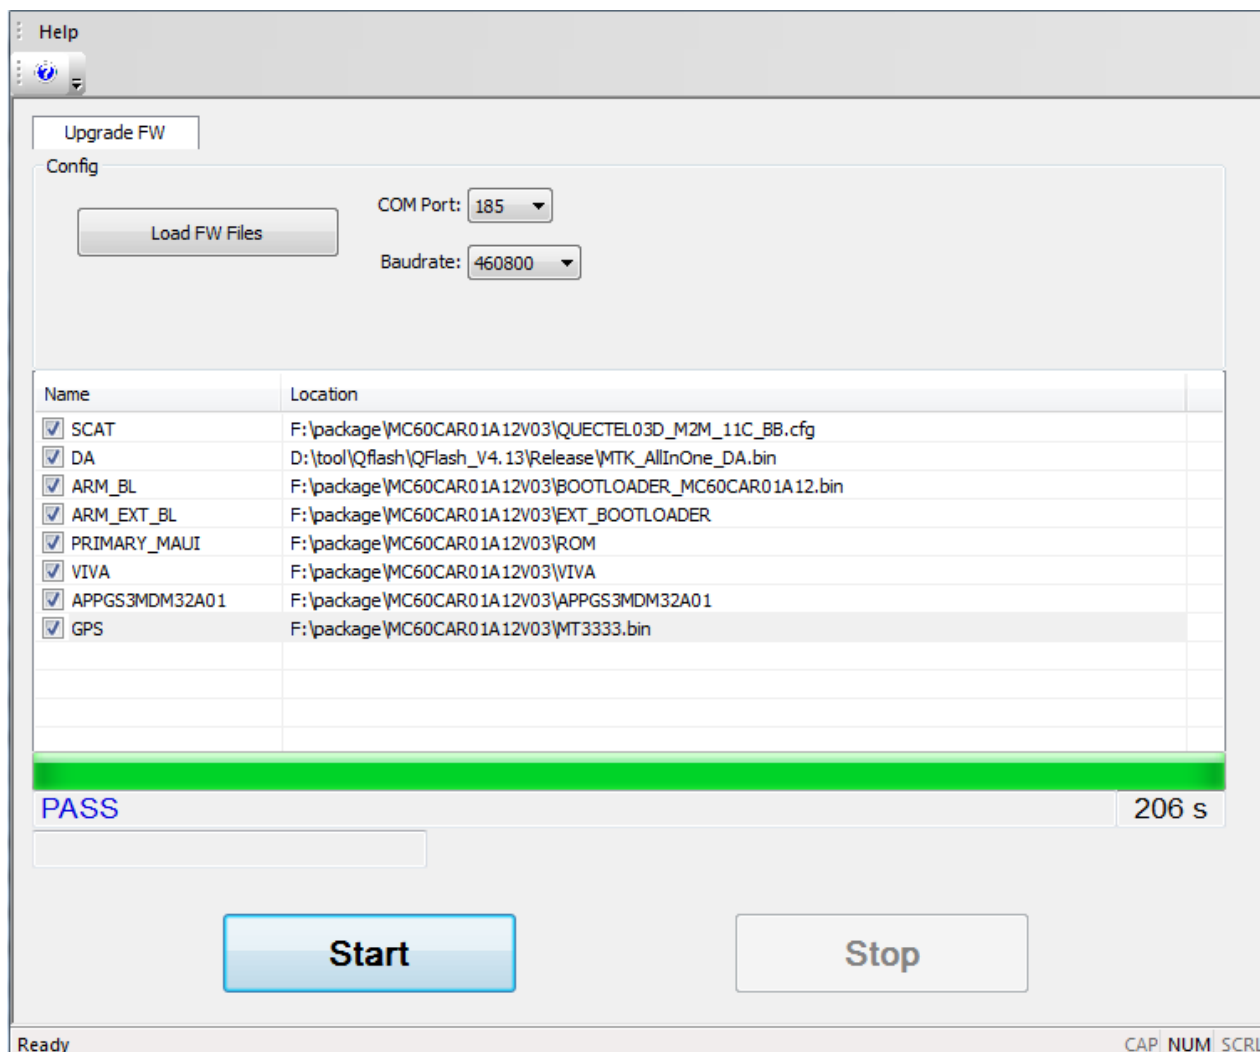 Help
Upgrade FW
Config
Load FW Files
COM Port: 185
Baudrate: 460800
Name Location
SCAT F:\package\MC60CAR01A12V03\QUECTEL03D_M2M_11C_BB.cfg
DA D:\tool\Qflash\QFlash_V4.13\Release\MTK_AllInOne_DA.bin
ARM_BL F:\package\MC60CAR01A12V03\BOOTLOADER_MC60CAR01A12.bin
ARM_EXT_BL F:\package\MC60CAR01A12V03\EXT_BOOTLOADER
PRIMARY_MAUI F:\package\MC60CAR01A12V03\ROM
VIVA F:\package\MC60CAR01A12V03\VIVA
APPGS3MDM32A01 F:\package\MC60CAR01A12V03\APPGS3MDM32A01
GPS F:\package\MC60CAR01A12V03\MT3333.bin
PASS 206 s
Start Stop
Ready CAP NUM SCRL